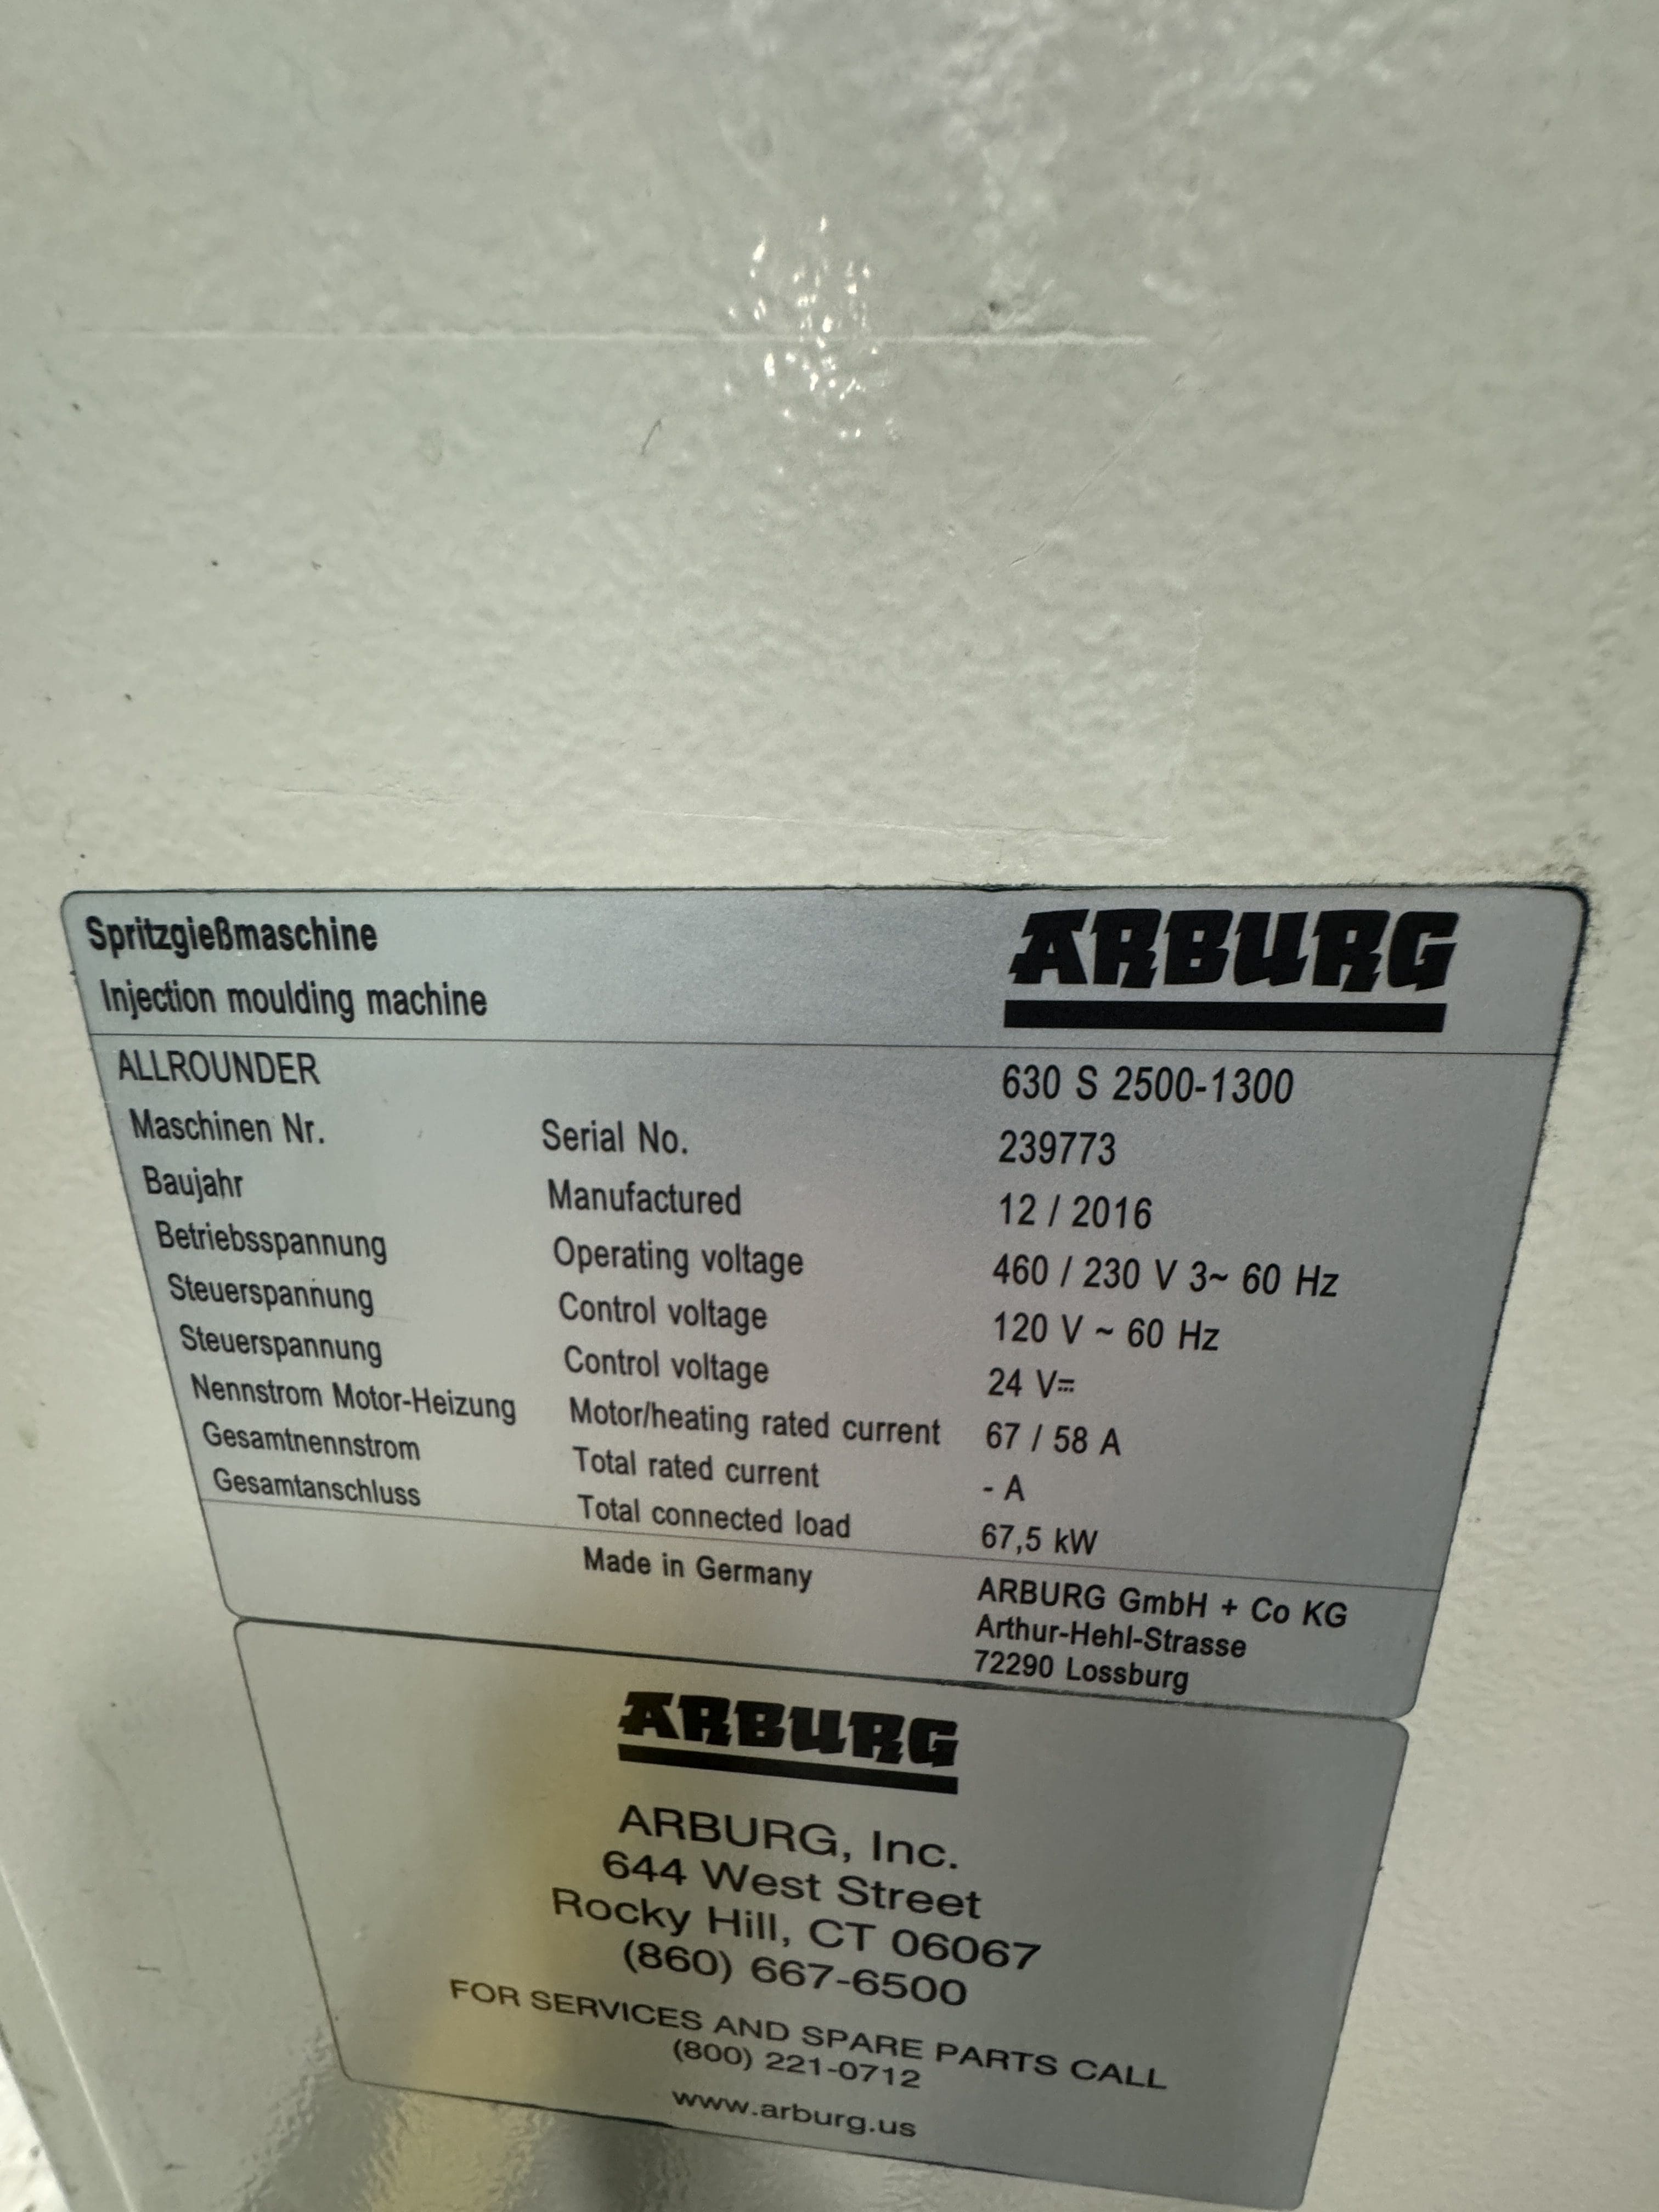 Spritzgießmaschine
Injection moulding machine
ARBURG
ALLROUNDER 630 S 2500-1300
Maschinen Nr. Serial No. 239773
Baujahr Manufactured 12 / 2016
Betriebsspannung Operating voltage 460 / 230 V 3~ 60 Hz
Steuerspannung Control voltage 120 V ~ 60 Hz
Steuerspannung Control voltage 24 V⎓
Nennstrom Motor-Heizung Motor/heating rated current 67 / 58 A
Gesamtnennstrom Total rated current - A
Gesamtanschluss Total connected load 67,5 kW
Made in Germany ARBURG GmbH + Co KG
Arthur-Hehl-Strasse
72290 Lossburg
ARBURG
ARBURG, Inc.
644 West Street
Rocky Hill, CT 06067
(860) 667-6500
FOR SERVICES AND SPARE PARTS CALL
(800) 221-0712
www.arburg.us